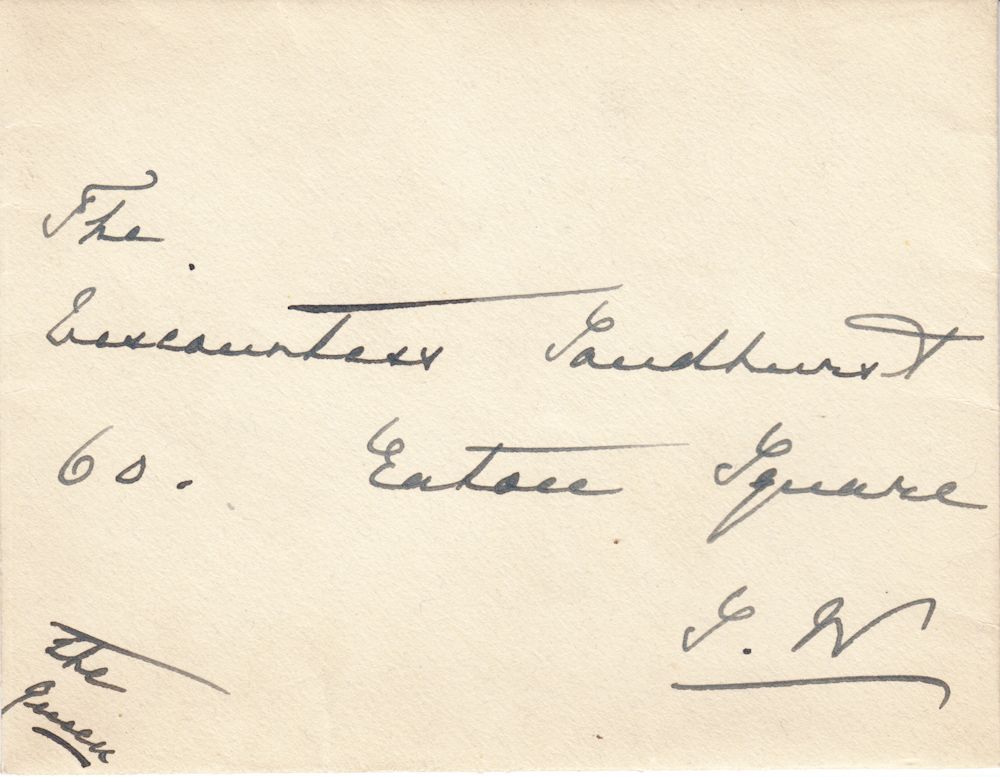 The
Viscountess Sandhurst
60. Eaton Square
S. W
the
Queen